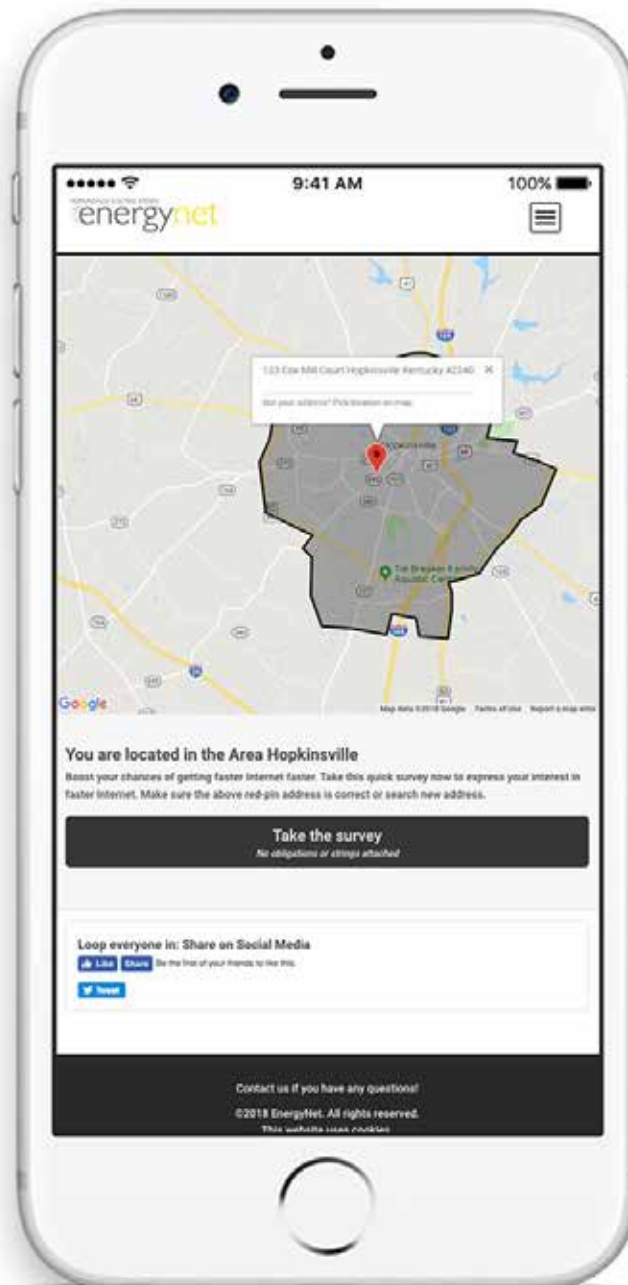 9:41 AM
100%
energynet
123 Cox Mill Court Hopkinsville Kentucky 42240 ×
Not your address? Pick location on map.
Hopkinsville
Tie Breaker Family
Aquatic Center
Google
Map data ©2018 Google Terms of Use Report a map error
You are located in the Area Hopkinsville
Boost your chances of getting faster Internet faster. Take this quick survey now to express your interest in
faster Internet. Make sure the above red-pin address is correct or search new address.
Take the survey
No obligations or strings attached
Loop everyone in: Share on Social Media
Like Share Be the first of your friends to like this.
Tweet
Contact us if you have any questions!
©2018 EnergyNet. All rights reserved.
This website uses cookies